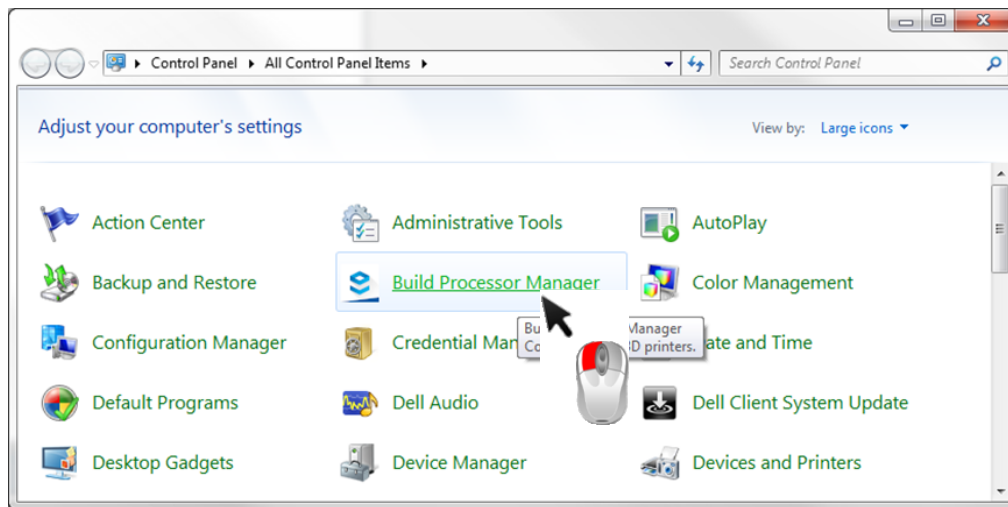 Control Panel ▸ All Control Panel Items ▸
Search Control Panel
Adjust your computer's settings
View by: Large icons
Action Center
Administrative Tools
AutoPlay
Backup and Restore
Build Processor Manager
Color Management
Configuration Manager
Credential
and Time
Manager
3D printers.
Default Programs
Dell Audio
Dell Client System Update
Desktop Gadgets
Device Manager
Devices and Printers